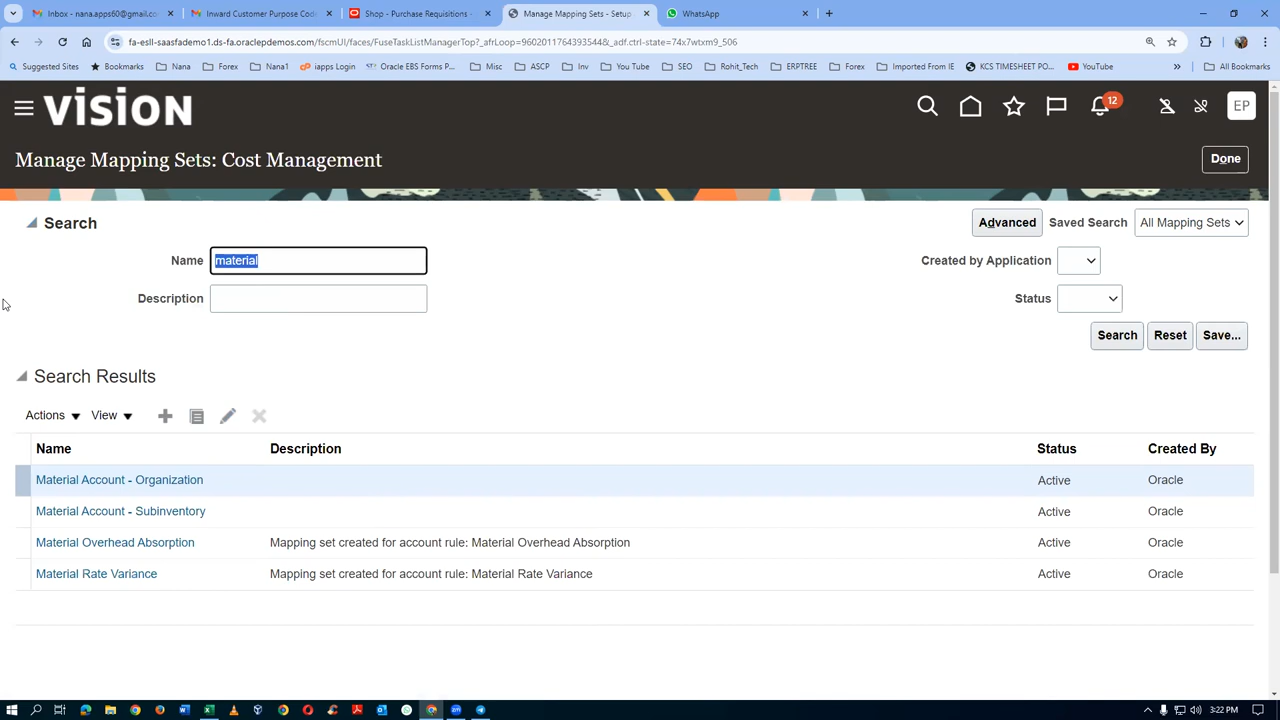 Inbox - nana.apps60@gmail.co
Inward Customer Purpose Code
Shop - Purchase Requisitions -
Manage Mapping Sets - Setup
WhatsApp
fa-esll-saasfademo1.ds-fa.oraclepdemos.com/fscmUI/faces/FuseTaskListManagerTop?_afrLoop=9602011764393544&_adf.ctrl-state=74x7wtxm9_506
Suggested Sites
Bookmarks
Nana
Forex
Nana1
iapps Login
Oracle EBS Forms P...
Misc
ASCP
Inv
You Tube
SEO
Rohit_Tech
ERPTREE
Forex
Imported From IE
KCS TIMESHEET PO...
YouTube
All Bookmarks
VISION
12
EP
Manage Mapping Sets: Cost Management
Done
Search
Advanced
Saved Search
All Mapping Sets
Name
material
Created by Application
Description
Status
Search
Reset
Save...
Search Results
Actions
View
Name
Description
Status
Created By
Material Account - Organization
Active
Oracle
Material Account - Subinventory
Active
Oracle
Material Overhead Absorption
Mapping set created for account rule: Material Overhead Absorption
Active
Oracle
Material Rate Variance
Mapping set created for account rule: Material Rate Variance
Active
Oracle
3:22 PM